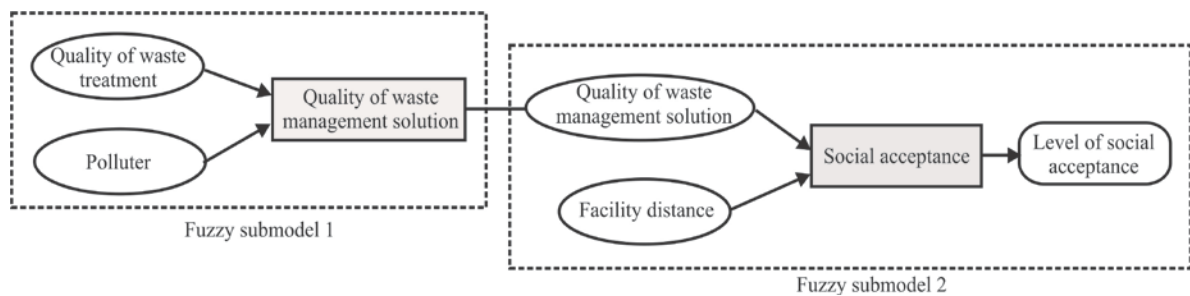 Quality of waste
treatment
Polluter
Quality of waste
management solution
Fuzzy submodel 1
Quality of waste
management solution
Facility distance
Social acceptance
Level of social
acceptance
Fuzzy submodel 2